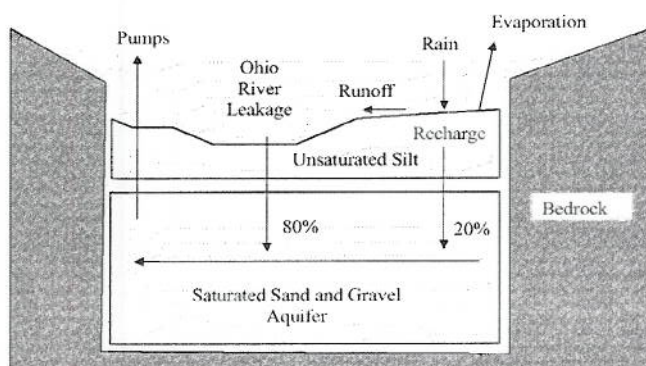 Evaporation
Pumps
Rain
Ohio
River
Leakage
Runoff
Recharge
Unsaturated Silt
Bedrock
80%
20%
Saturated Sand and Gravel
Aquifer